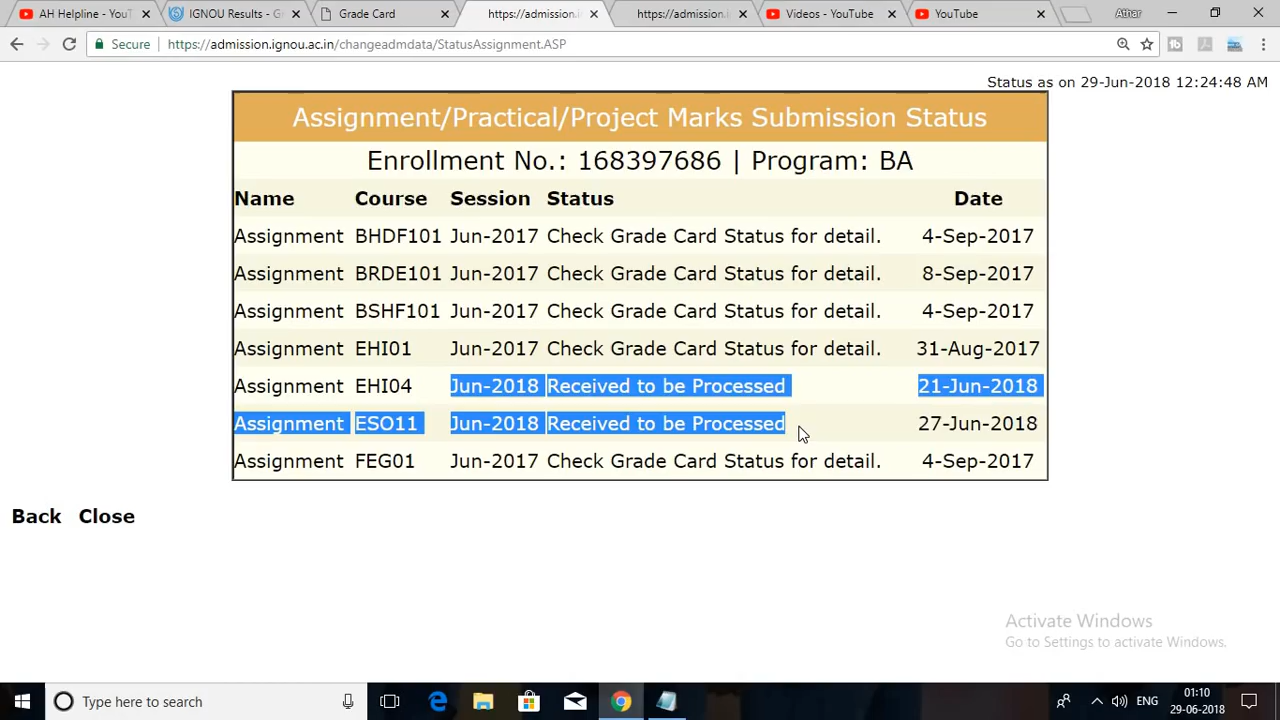 AH Helpline - YouT
IGNOU Results - G
Grade Card
https://admission.i
https://admission.i
Videos - YouTube
YouTube
Athar
Secure
https://admission.ignou.ac.in/changeadmdata/StatusAssignment.ASP
Status as on 29-Jun-2018 12:24:48 AM
Assignment/Practical/Project Marks Submission Status
Enrollment No.: 168397686 | Program: BA
Name Course Session Status Date
Assignment BHDF101 Jun-2017 Check Grade Card Status for detail. 4-Sep-2017
Assignment BRDE101 Jun-2017 Check Grade Card Status for detail. 8-Sep-2017
Assignment BSHF101 Jun-2017 Check Grade Card Status for detail. 4-Sep-2017
Assignment EHI01 Jun-2017 Check Grade Card Status for detail. 31-Aug-2017
Assignment EHI04 Jun-2018 Received to be Processed 21-Jun-2018
Assignment ESO11 Jun-2018 Received to be Processed 27-Jun-2018
Assignment FEG01 Jun-2017 Check Grade Card Status for detail. 4-Sep-2017
Back Close
Activate Windows
Go to Settings to activate Windows.
Type here to search
ENG
01:10
29-06-2018